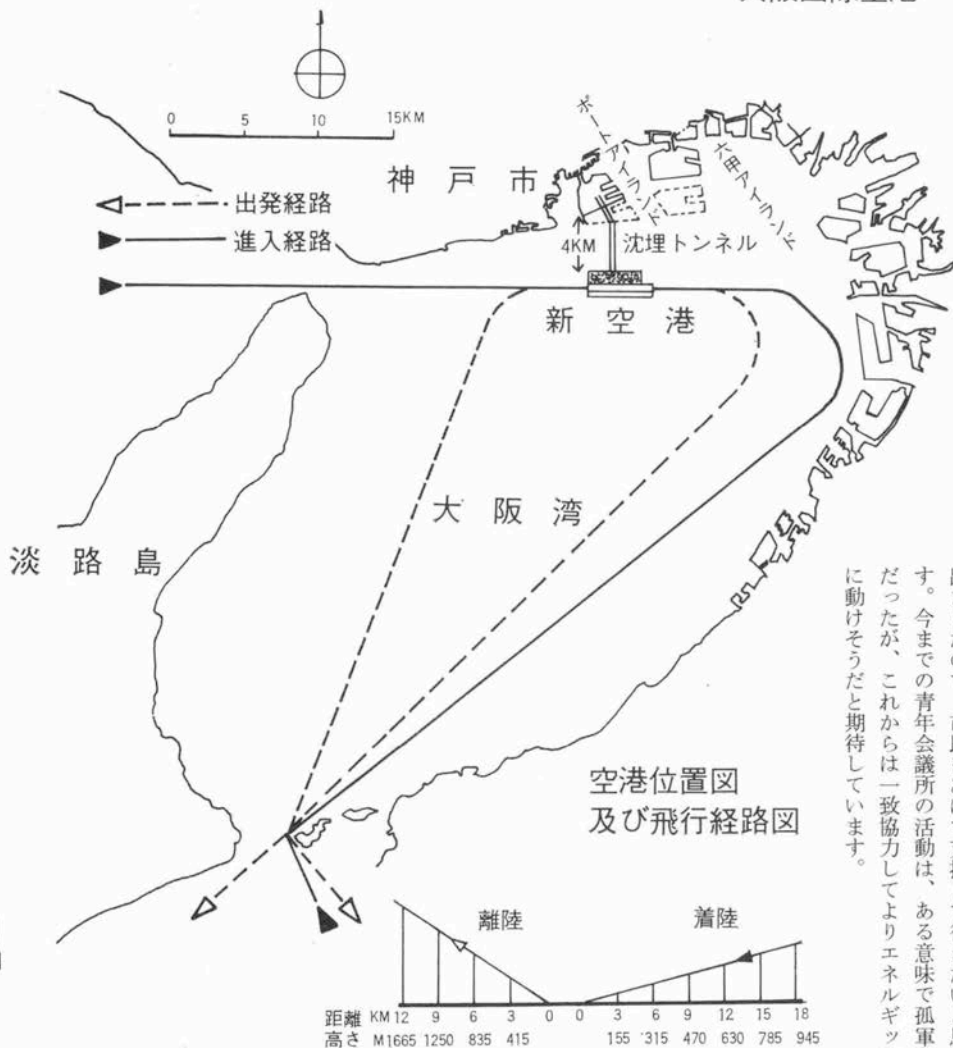 0 5 10 15KM
神戸市
ポートアイランド
六甲アイランド
出発経路
進入経路
4KM
沈埋トンネル
新空港
大阪湾
淡路島
す。今までの青年会議所の活動は、ある意味で孤軍
だったが、これからは一致協力してよりエネルギッ
に動けそうだと期待しています。
空港位置図
及び飛行経路図
離陸
着陸
距離 KM 12 9 6 3 0 0 3 6 9 12 15 18
高さ M1665 1250 835 415 155 315 470 630 785 945